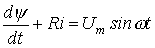 dψ/dt + Ri = U_m sin ωt